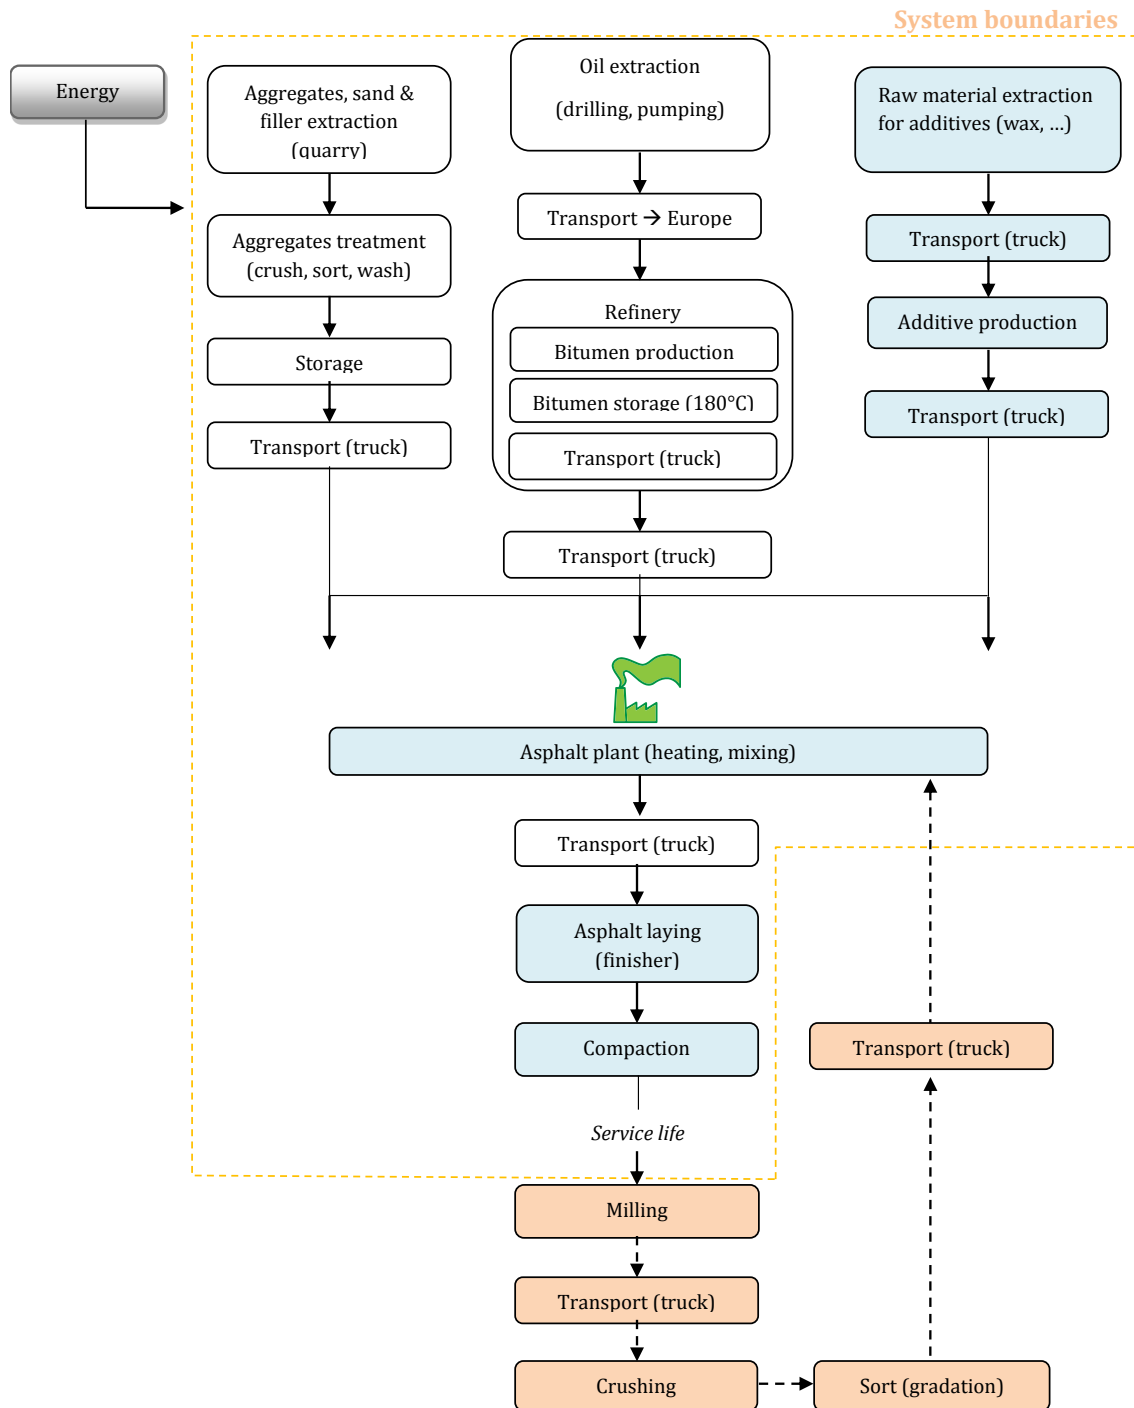 System boundaries
Energy
Aggregates, sand &
filler extraction
(quarry)
Aggregates treatment
(crush, sort, wash)
Storage
Transport (truck)
Oil extraction
(drilling, pumping)
Transport → Europe
Refinery
Bitumen production
Bitumen storage (180°C)
Transport (truck)
Transport (truck)
Raw material extraction
for additives (wax, ...)
Transport (truck)
Additive production
Transport (truck)
Asphalt plant (heating, mixing)
Transport (truck)
Asphalt laying
(finisher)
Compaction
Service life
Milling
Transport (truck)
Crushing
Sort (gradation)
Transport (truck)